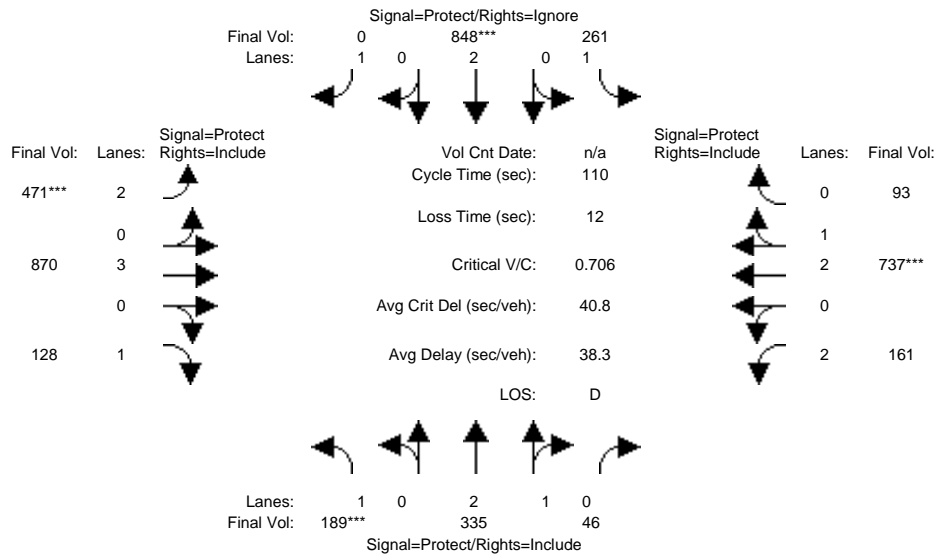 Signal=Protect/Rights=Ignore
Final Vol: 0 848*** 261
Lanes: 1 0 2 0 1
Signal=Protect Signal=Protect
Final Vol: Lanes: Rights=Include Vol Cnt Date: n/a Rights=Include Lanes: Final Vol:
Cycle Time (sec): 110
471*** 2 0 93
Loss Time (sec): 12
0 1
870 3 Critical V/C: 0.706 2 737***
0 Avg Crit Del (sec/veh): 40.8 0
128 1 Avg Delay (sec/veh): 38.3 2 161
LOS: D
Lanes: 1 0 2 1 0
Final Vol: 189*** 335 46
Signal=Protect/Rights=Include